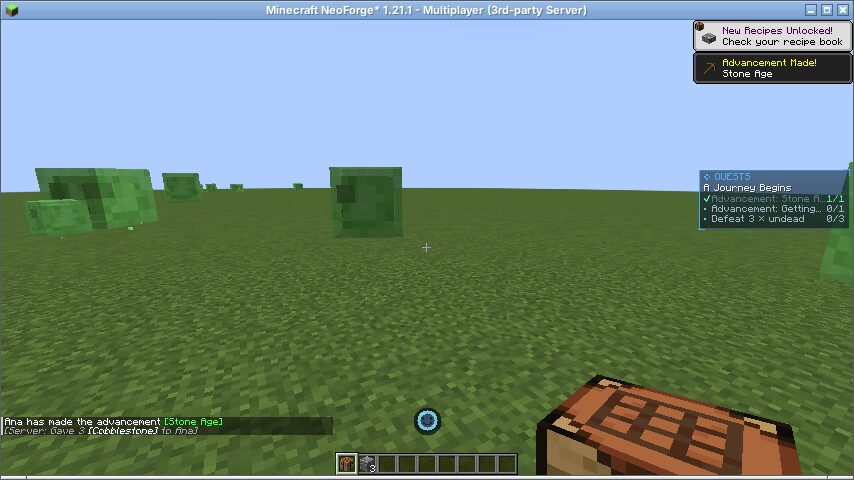 Minecraft NeoForge* 1.21.1 - Multiplayer (3rd-party Server)
New Recipes Unlocked!
Check your recipe book
Advancement Made!
Stone Age
QUESTS
A Journey Begins
Advancement: Stone A... 1/1
Advancement: Getting... 0/1
Defeat 3 × undead 0/3
Ana has made the advancement [Stone Age]
[Server: Gave 3 [Cobblestone] to Ana]
3